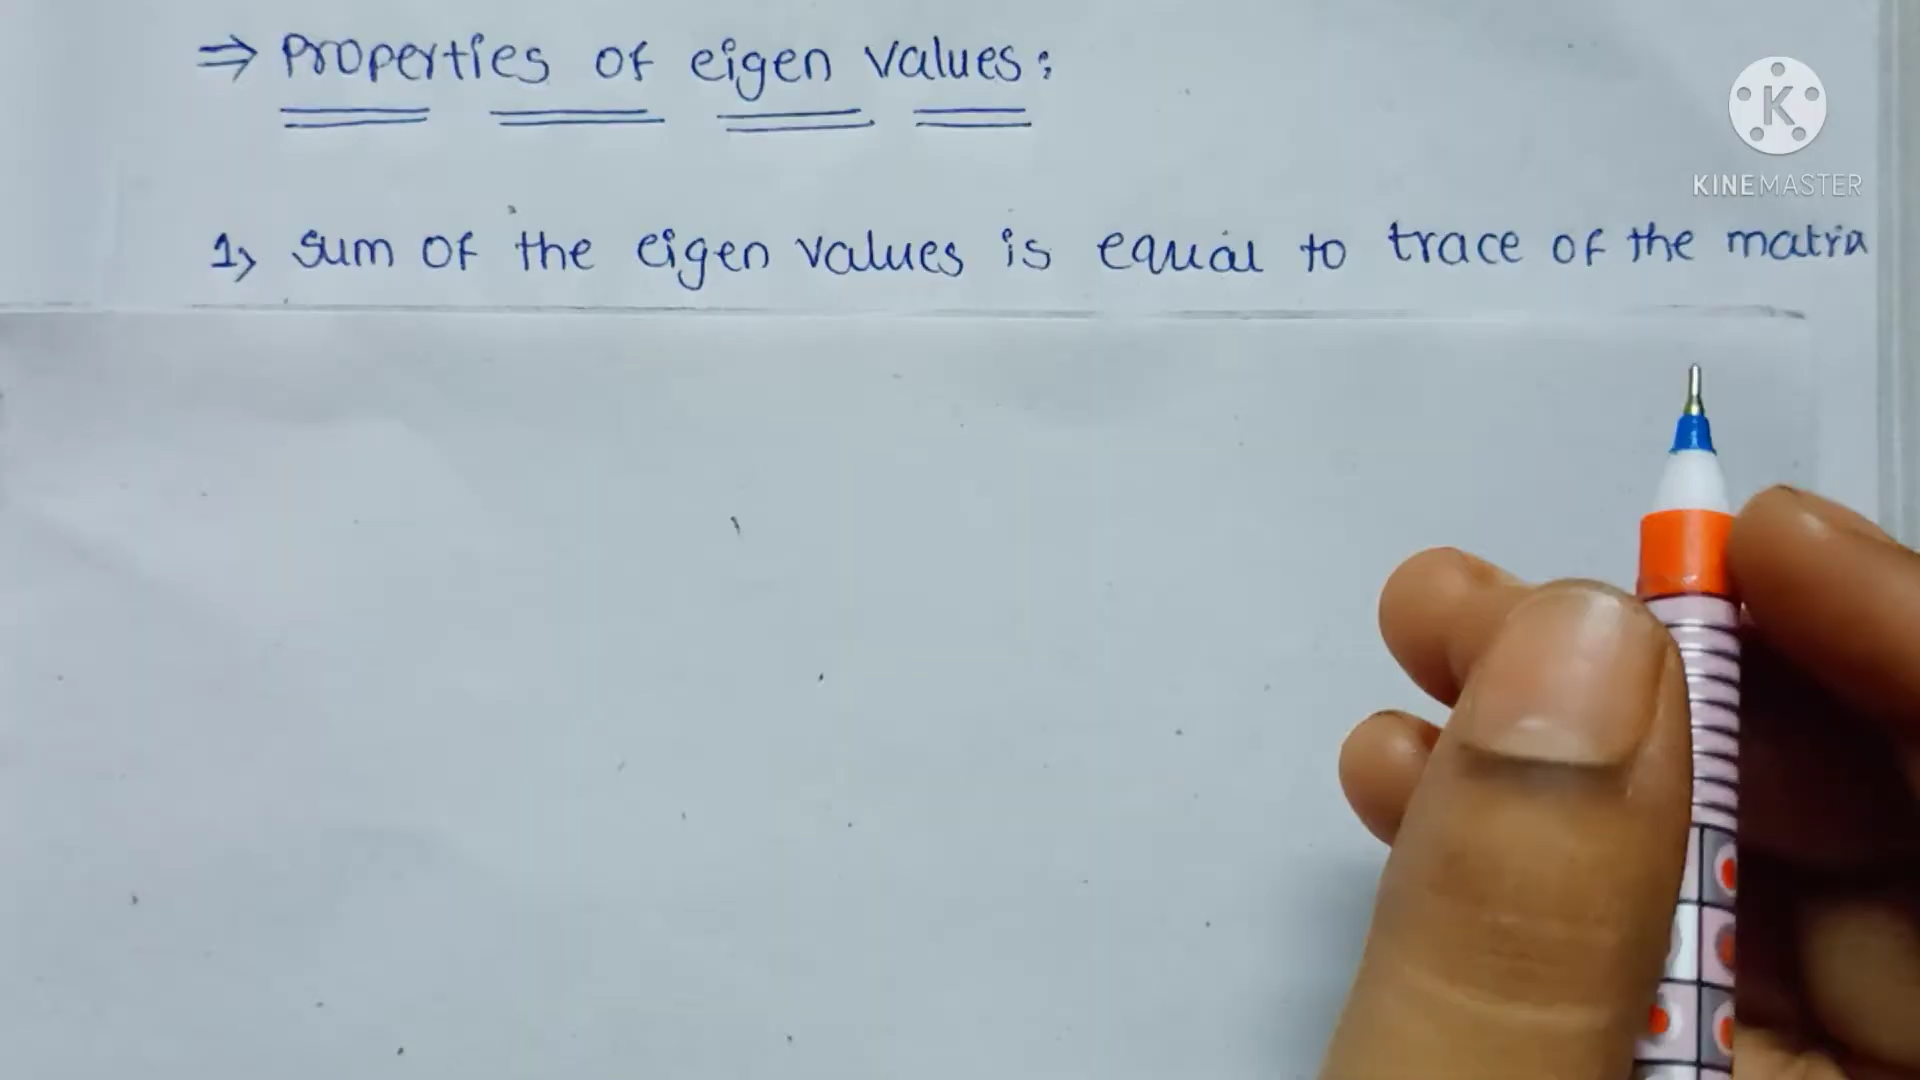 ⇒ Properties of eigen values:
K
KINEMASTER
1) sum of the eigen values is equal to trace of the matrix